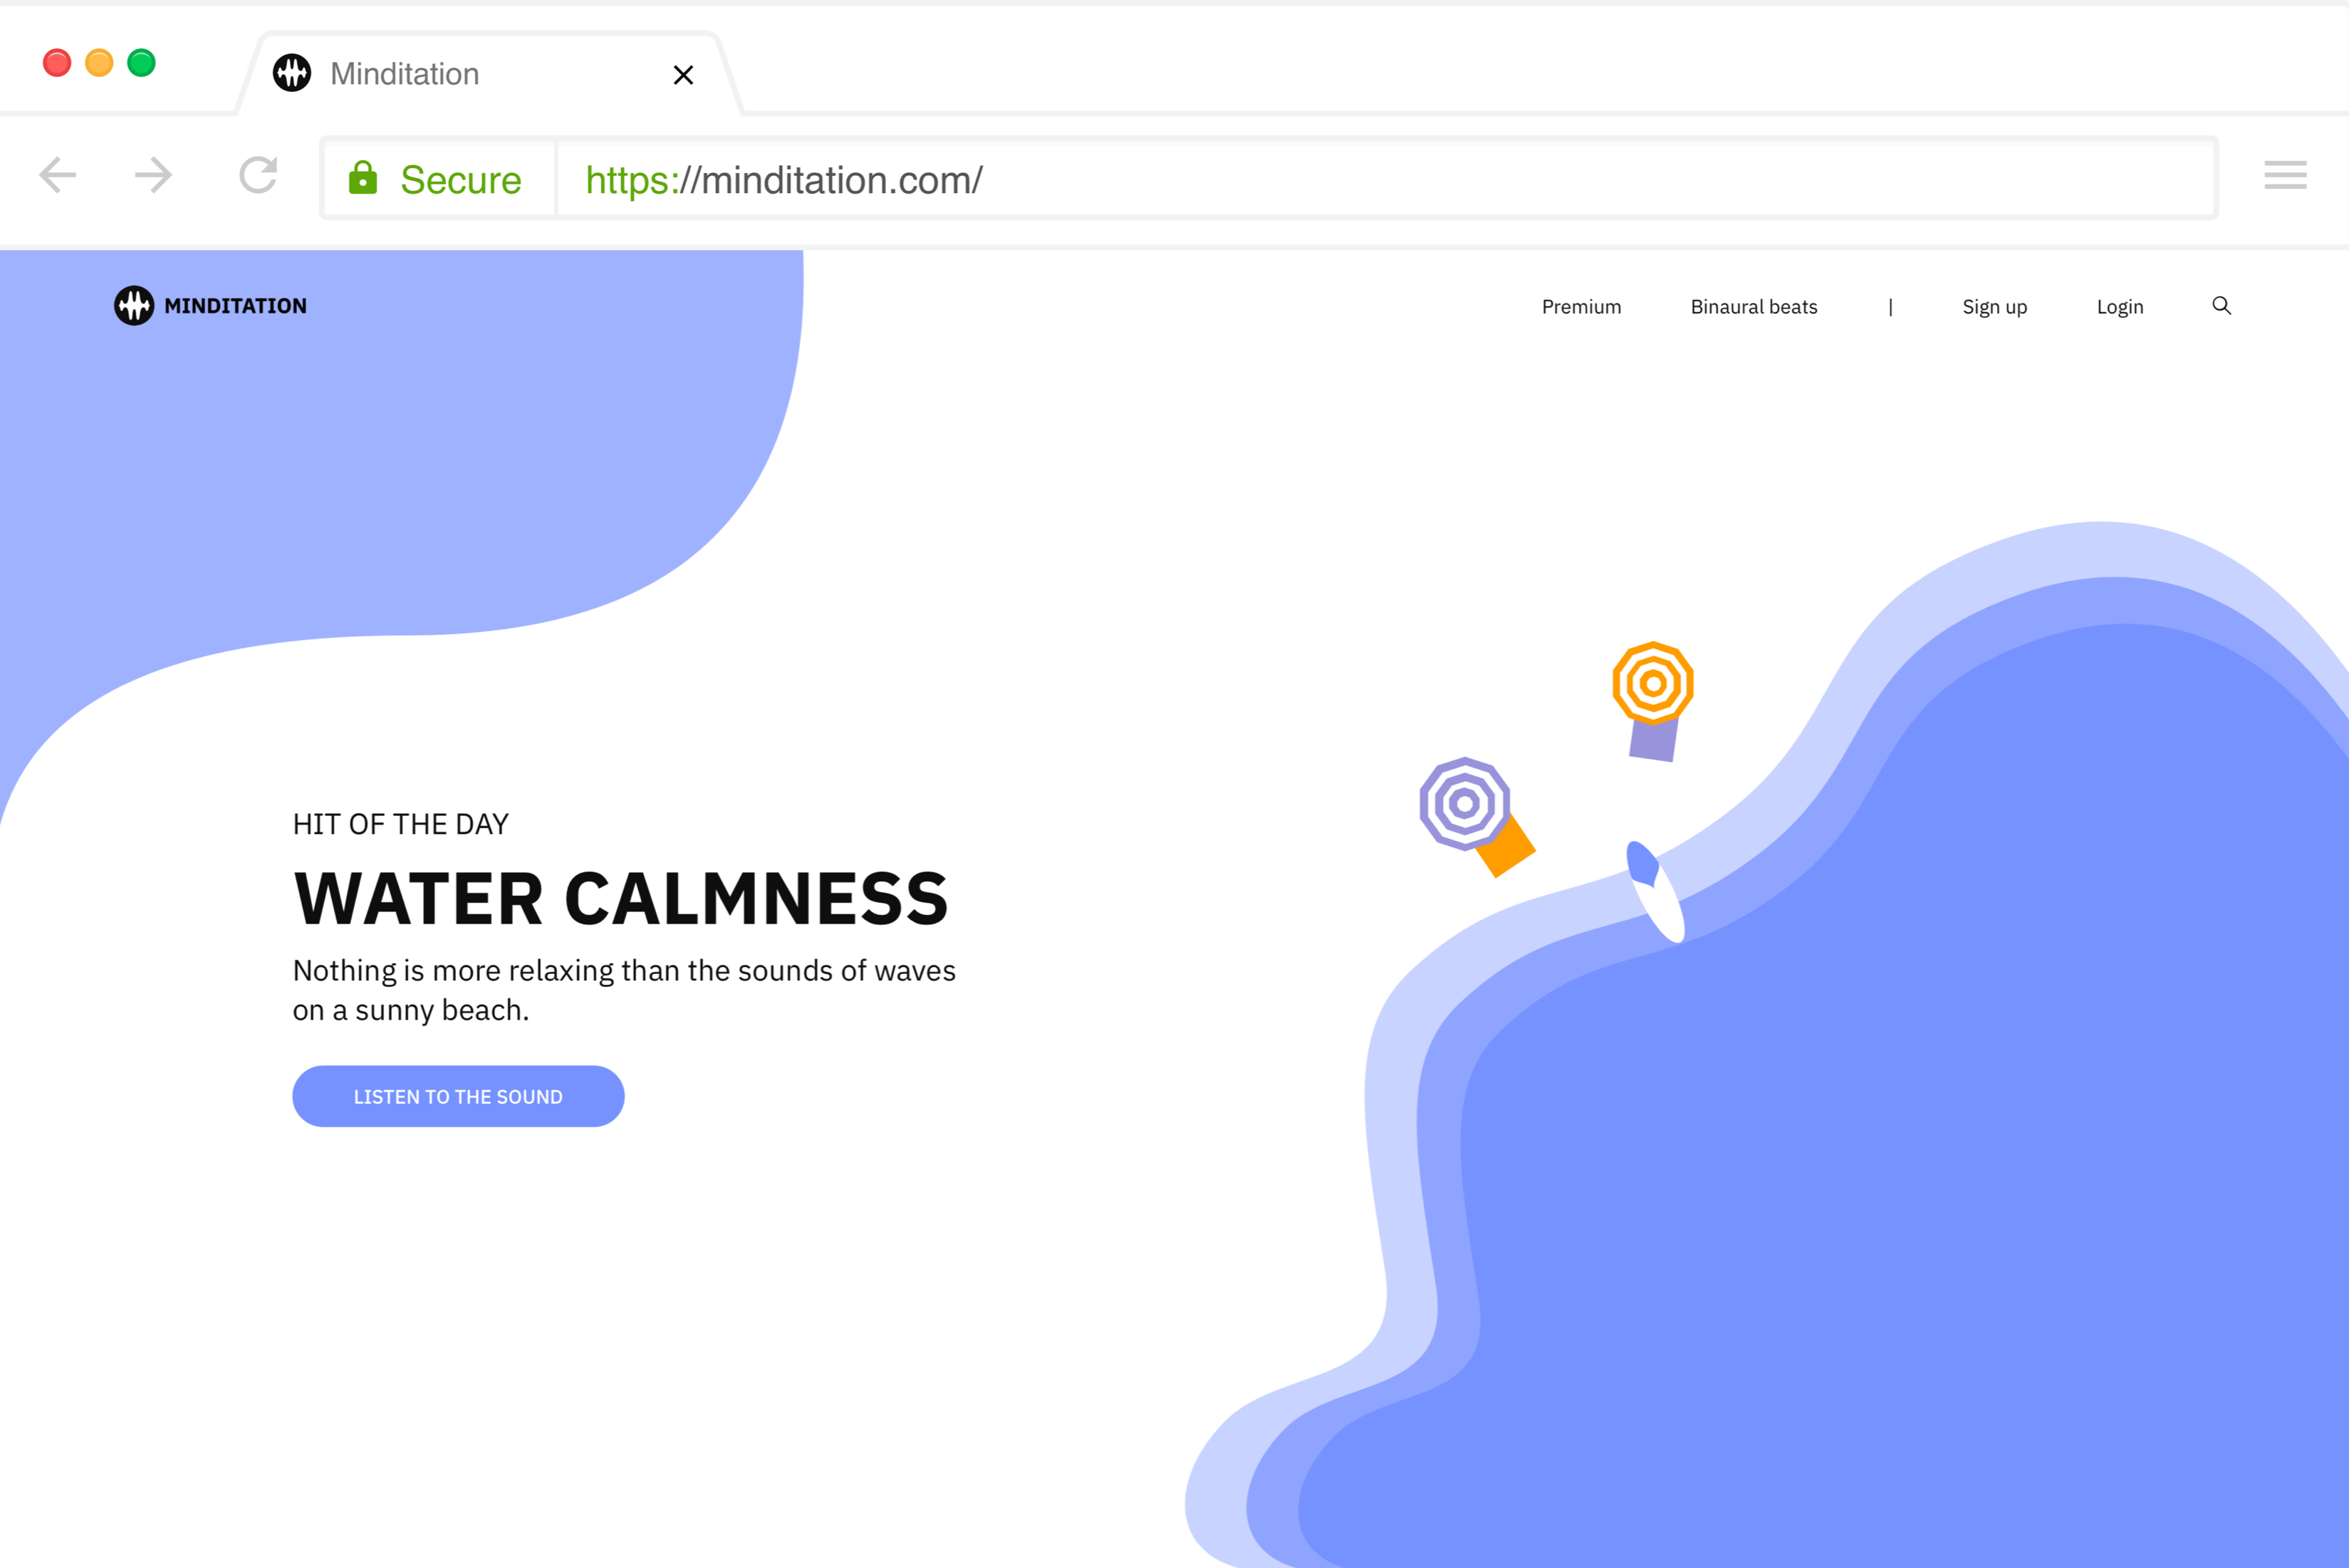 Minditation
Secure https://minditation.com/
MINDITATION
Premium Binaural beats | Sign up Login
HIT OF THE DAY
WATER CALMNESS
Nothing is more relaxing than the sounds of waves
on a sunny beach.
LISTEN TO THE SOUND